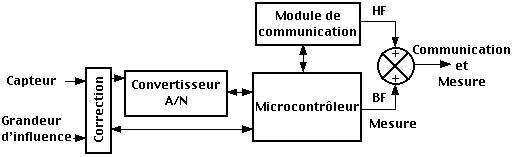 Module de
communication
HF
Communication
et
Mesure
Capteur
Correction
Convertisseur
A/N
Microcontrôleur
BF
Mesure
Grandeur
d'influence
+
+